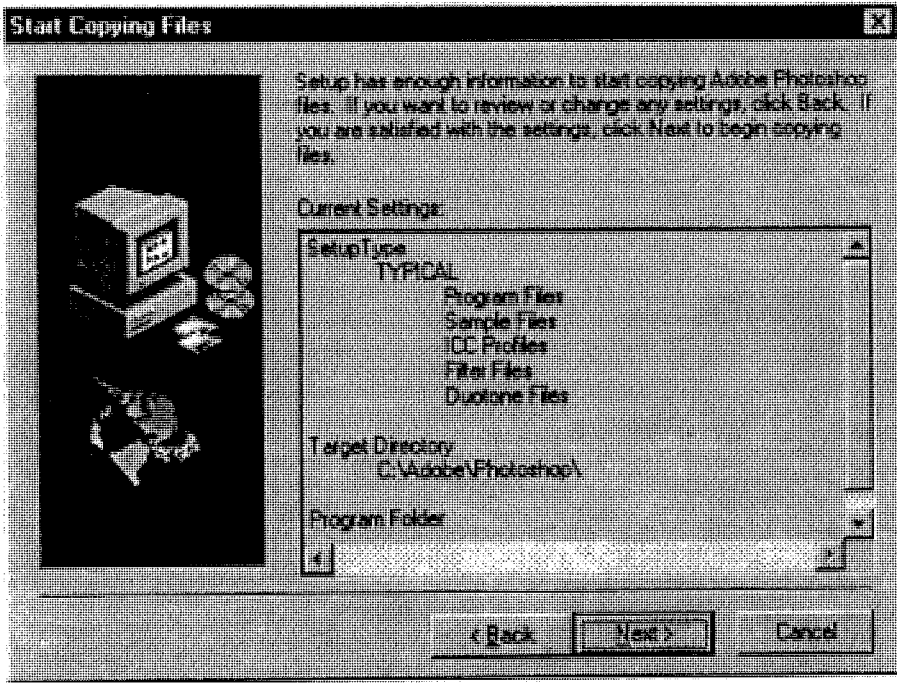 Start Copying Files
Setup has enough information to start copying Adobe Photoshop
files. If you want to review or change any settings, click Back. If
you are satisfied with the settings, click Next to begin copying
files.
Current Settings:
SetupType
TYPICAL
Program Files
Sample Files
ICC Profiles
Filter Files
Duotone Files
Target Directory
C:\Adobe\Photoshop\
Program Folder
< Back
Next >
Cancel